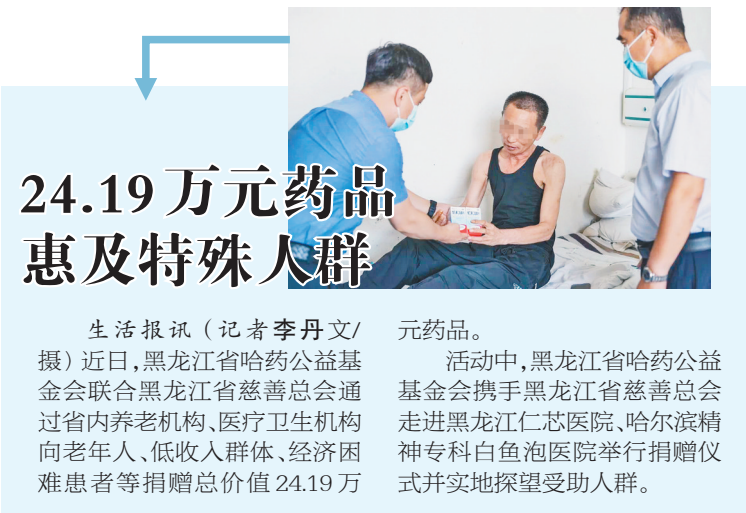 24.19万元药品
惠及特殊人群
生活报讯（记者李丹文/
摄）近日,黑龙江省哈药公益基
金会联合黑龙江省慈善总会通
过省内养老机构、医疗卫生机构
向老年人、低收入群体、经济困
难患者等捐赠总价值24.19万
元药品。
活动中,黑龙江省哈药公益
基金会携手黑龙江省慈善总会
走进黑龙江仁芯医院、哈尔滨精
神专科白鱼泡医院举行捐赠仪
式并实地探望受助人群。